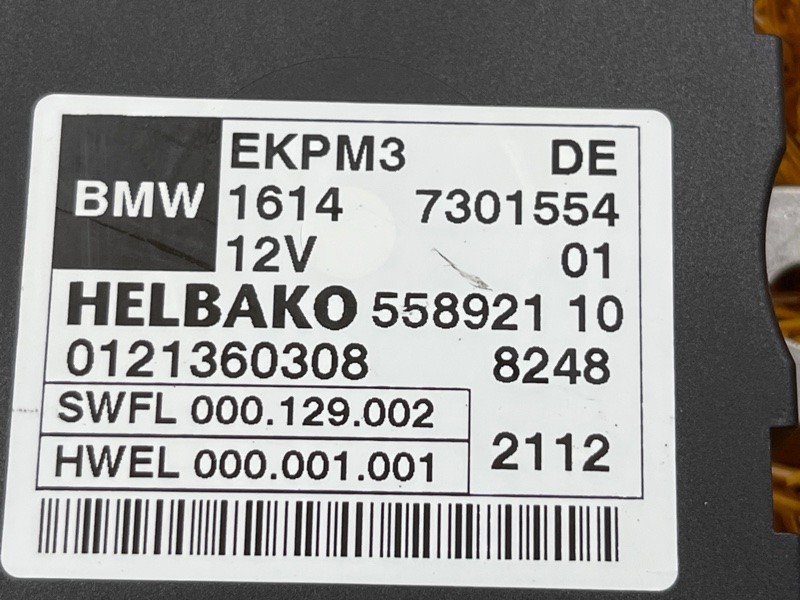 EKPM3 DE
BMW 1614 7301554
12V 01
HELBAKO 558921 10
0121360308 8248
SWFL 000.129.002
HWEL 000.001.001 2112